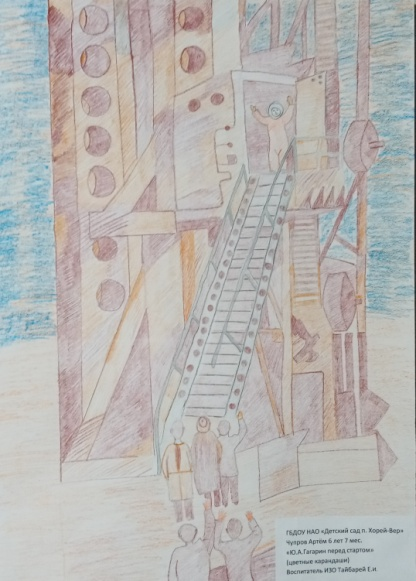 ГБДОУ НАО «Детский сад п. Хорей-Вер»
Чупров Артём 6 лет 7 мес.
«Ю.А.Гагарин перед стартом»
(цветные карандаши)
Воспитатель ИЗО Тайбарей Е.И.